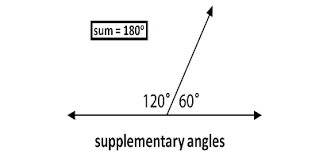 sum = 180°
120° 60°
supplementary angles